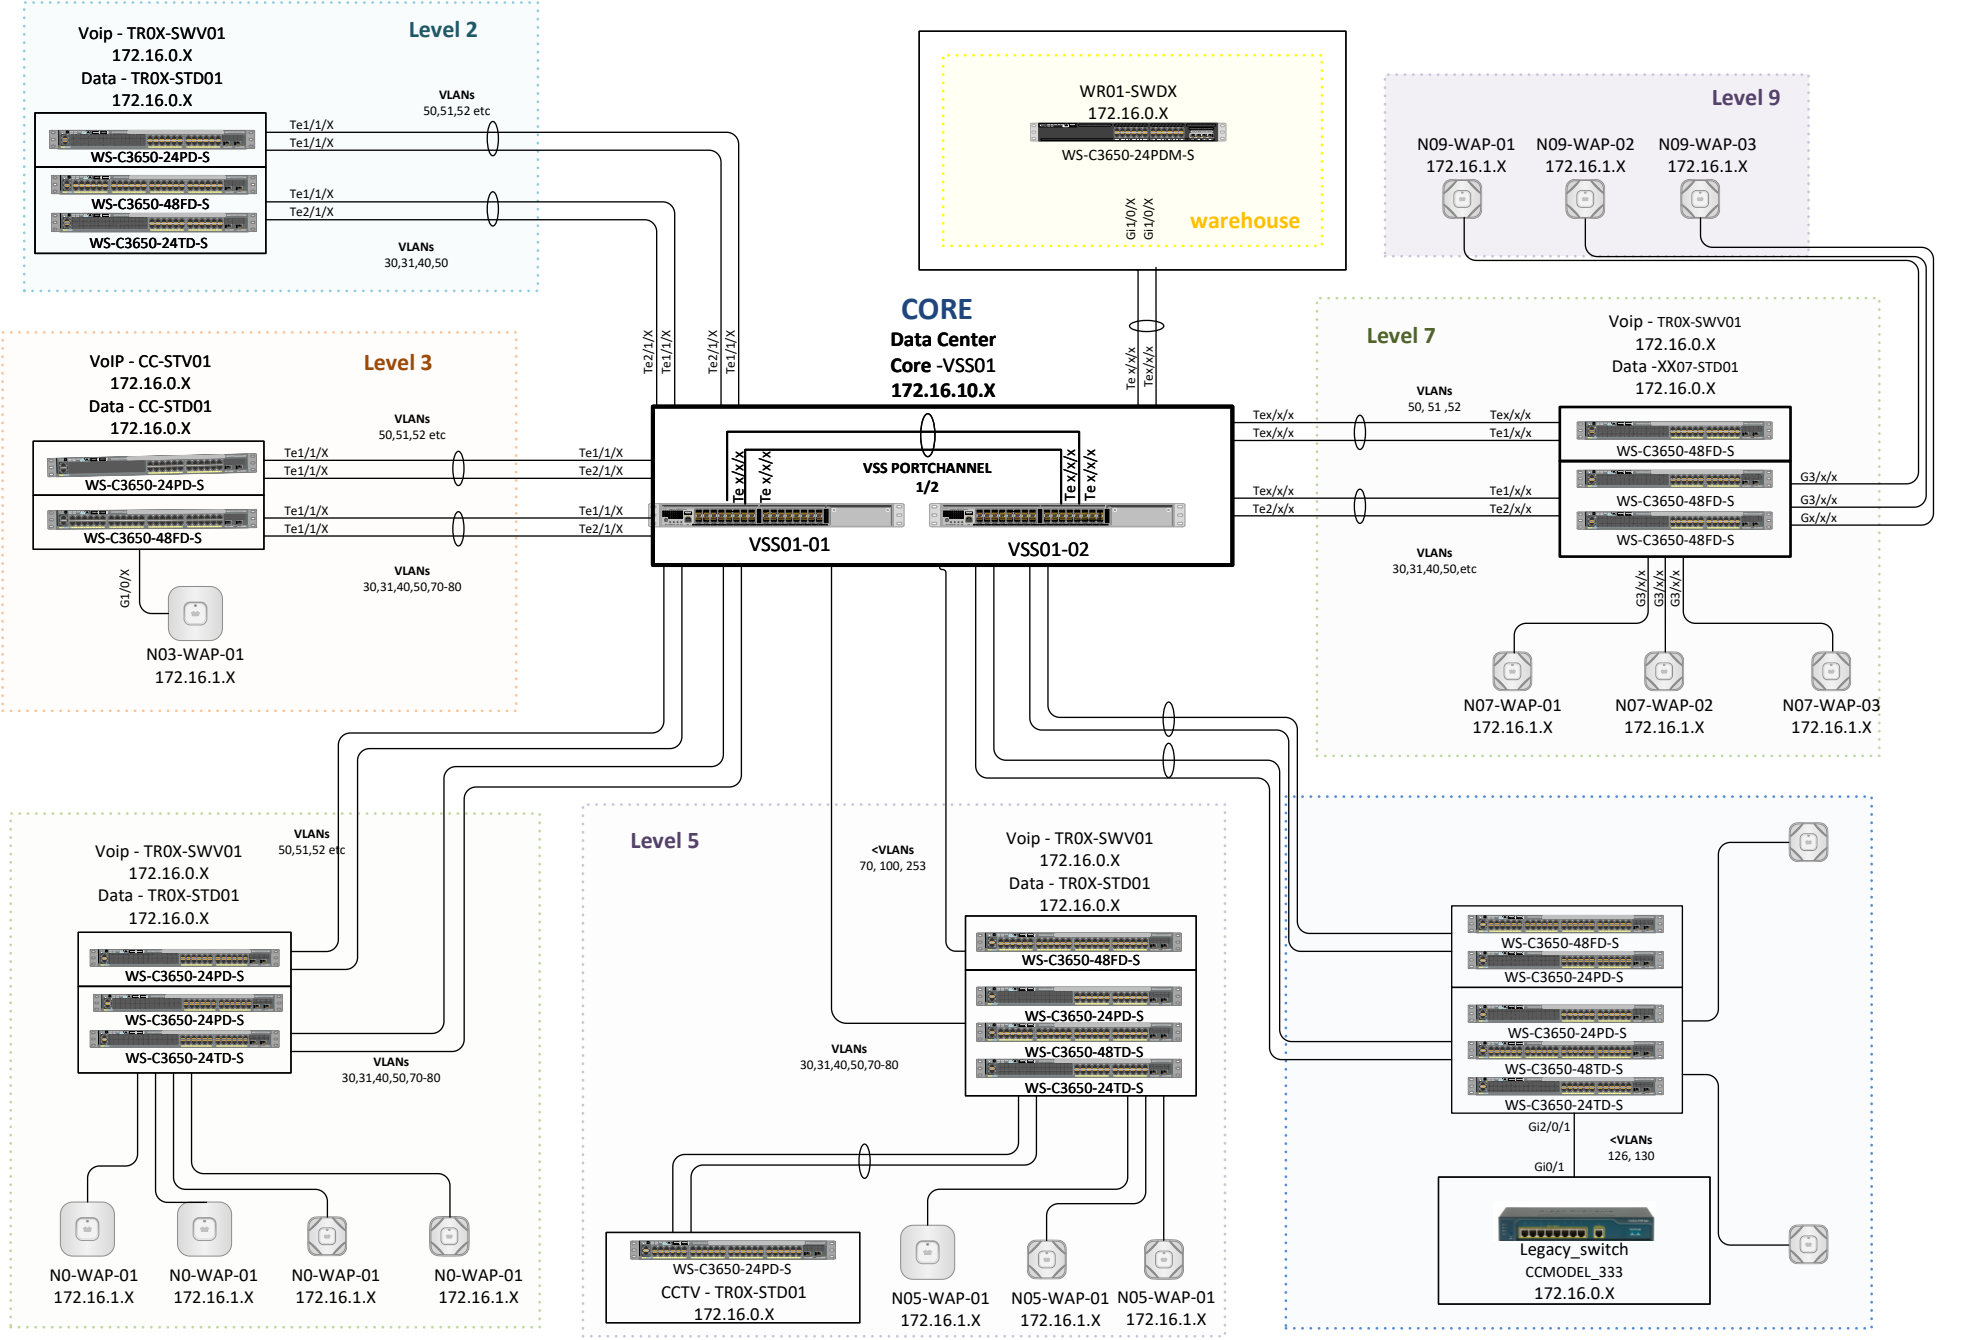 Level 2
Voip - TR0X-SWV01
172.16.0.X
Data - TR0X-STD01
172.16.0.X
WS-C3650-24PD-S
WS-C3650-48FD-S
WS-C3650-24TD-S
Te1/1/X
Te1/1/X
VLANs
50,51,52 etc
Te1/1/X
Te2/1/X
VLANs
30,31,40,50
Te2/1/X
Te1/1/X
Te2/1/X
Te1/1/X
WR01-SWDX
172.16.0.X
WS-C3650-24PDM-S
Gi1/0/X
Gi1/0/X
warehouse
Te x/x/x
Tex/x/x
Level 9
N09-WAP-01
172.16.1.X
N09-WAP-02
172.16.1.X
N09-WAP-03
172.16.1.X
Level 3
VoIP - CC-STV01
172.16.0.X
Data - CC-STD01
172.16.0.X
WS-C3650-24PD-S
WS-C3650-48FD-S
Te1/1/X
Te1/1/X
VLANs
50,51,52 etc
Te1/1/X
Te2/1/X
Te1/1/X
Te1/1/X
Te1/1/X
Te2/1/X
VLANs
30,31,40,50,70-80
G1/0/X
N03-WAP-01
172.16.1.X
CORE
Data Center
Core -VSS01
172.16.10.X
VSS PORTCHANNEL
1/2
Te x/x/x
Te x/x/x
Te x/x/x
Te x/x/x
VSS01-01
VSS01-02
Level 7
Voip - TR0X-SWV01
172.16.0.X
Data -XX07-STD01
172.16.0.X
WS-C3650-48FD-S
WS-C3650-48FD-S
WS-C3650-48FD-S
VLANs
50, 51 ,52
Tex/x/x
Tex/x/x
Tex/x/x
Te1/x/x
Tex/x/x
Te2/x/x
Te1/x/x
Te2/x/x
VLANs
30,31,40,50,etc
G3/x/x
G3/x/x
Gx/x/x
G3/x/x
G3/x/x
G3/x/x
N07-WAP-01
172.16.1.X
N07-WAP-02
172.16.1.X
N07-WAP-03
172.16.1.X
VLANs
50,51,52 etc
Voip - TR0X-SWV01
172.16.0.X
Data - TR0X-STD01
172.16.0.X
WS-C3650-24PD-S
WS-C3650-24PD-S
WS-C3650-24TD-S
VLANs
30,31,40,50,70-80
N0-WAP-01
172.16.1.X
N0-WAP-01
172.16.1.X
N0-WAP-01
172.16.1.X
N0-WAP-01
172.16.1.X
Level 5
<VLANs
70, 100, 253
Voip - TR0X-SWV01
172.16.0.X
Data - TR0X-STD01
172.16.0.X
WS-C3650-48FD-S
WS-C3650-24PD-S
WS-C3650-48TD-S
WS-C3650-24TD-S
VLANs
30,31,40,50,70-80
WS-C3650-24PD-S
CCTV - TR0X-STD01
172.16.0.X
N05-WAP-01
172.16.1.X
N05-WAP-01
172.16.1.X
N05-WAP-01
172.16.1.X
WS-C3650-48FD-S
WS-C3650-24PD-S
WS-C3650-24PD-S
WS-C3650-48TD-S
WS-C3650-24TD-S
Gi2/0/1
<VLANs
126, 130
Gi0/1
Legacy_switch
CCMODEL_333
172.16.0.X